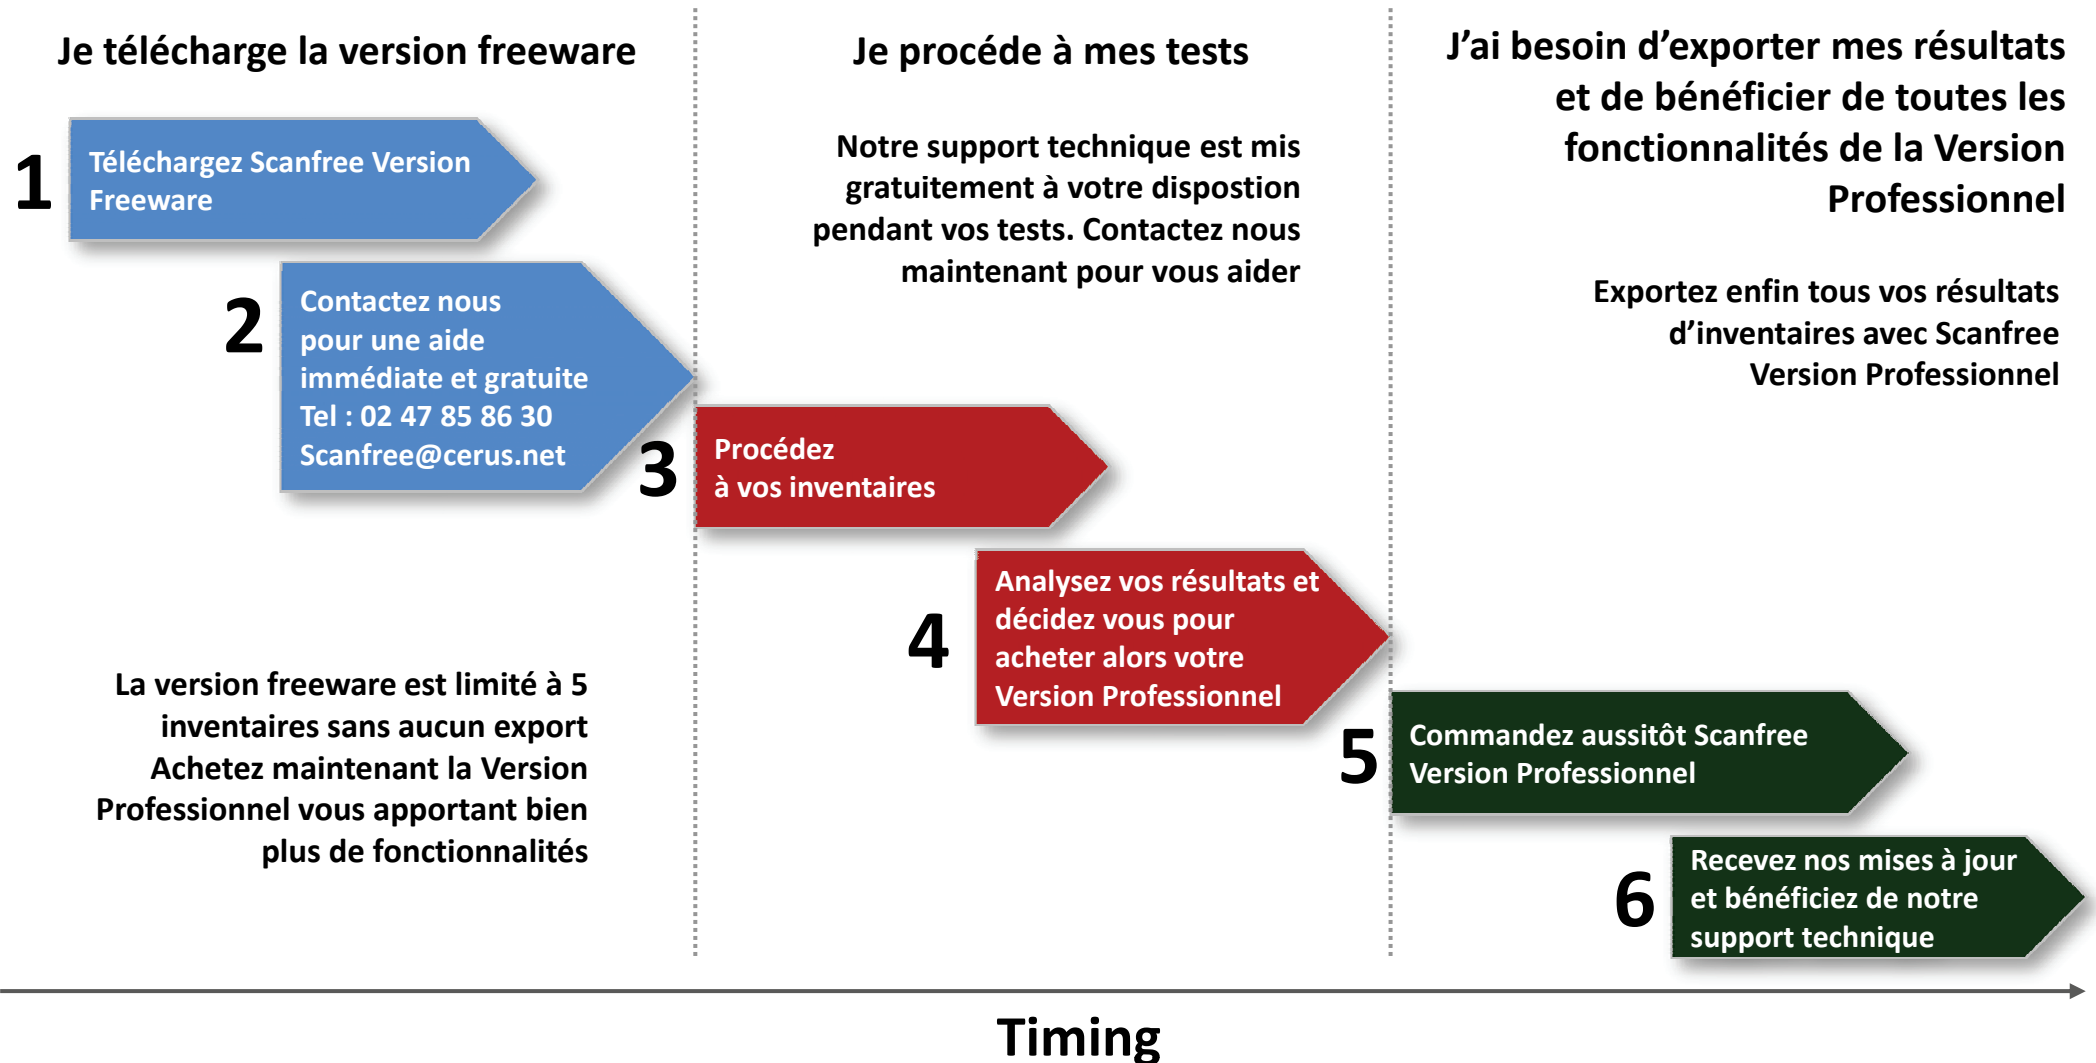 Je télécharge la version freeware
1
Téléchargez Scanfree Version
Freeware
2
Contactez nous
pour une aide
immédiate et gratuite
Tel : 02 47 85 86 30
Scanfree@cerus.net
La version freeware est limité à 5
inventaires sans aucun export
Achetez maintenant la Version
Professionnel vous apportant bien
plus de fonctionnalités
Je procéde à mes tests
Notre support technique est mis
gratuitement à votre dispostion
pendant vos tests. Contactez nous
maintenant pour vous aider
3
Procédez
à vos inventaires
4
Analysez vos résultats et
décidez vous pour
acheter alors votre
Version Professionnel
J’ai besoin d’exporter mes résultats
et de bénéficier de toutes les
fonctionnalités de la Version
Professionnel
Exportez enfin tous vos résultats
d’inventaires avec Scanfree
Version Professionnel
5
Commandez aussitôt Scanfree
Version Professionnel
6
Recevez nos mises à jour
et bénéficiez de notre
support technique
Timing